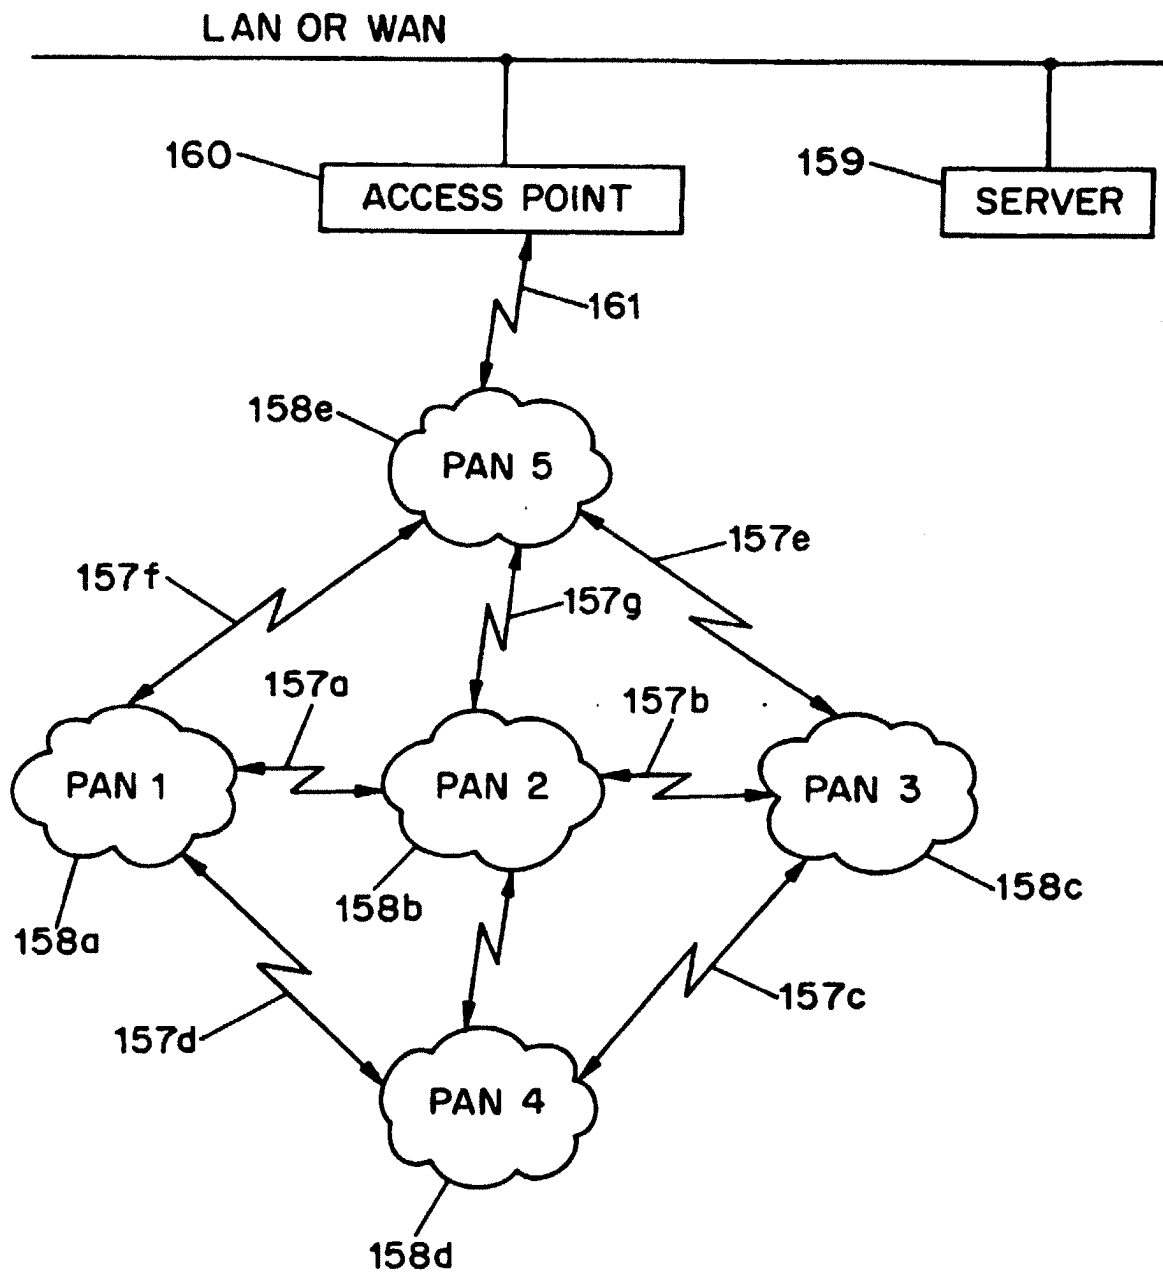 LAN OR WAN
160
ACCESS POINT
159
SERVER
161
158e
PAN 5
157e
157f
157g
157a
157b
PAN 1
PAN 2
PAN 3
158a
158b
158c
157d
157c
PAN 4
158d